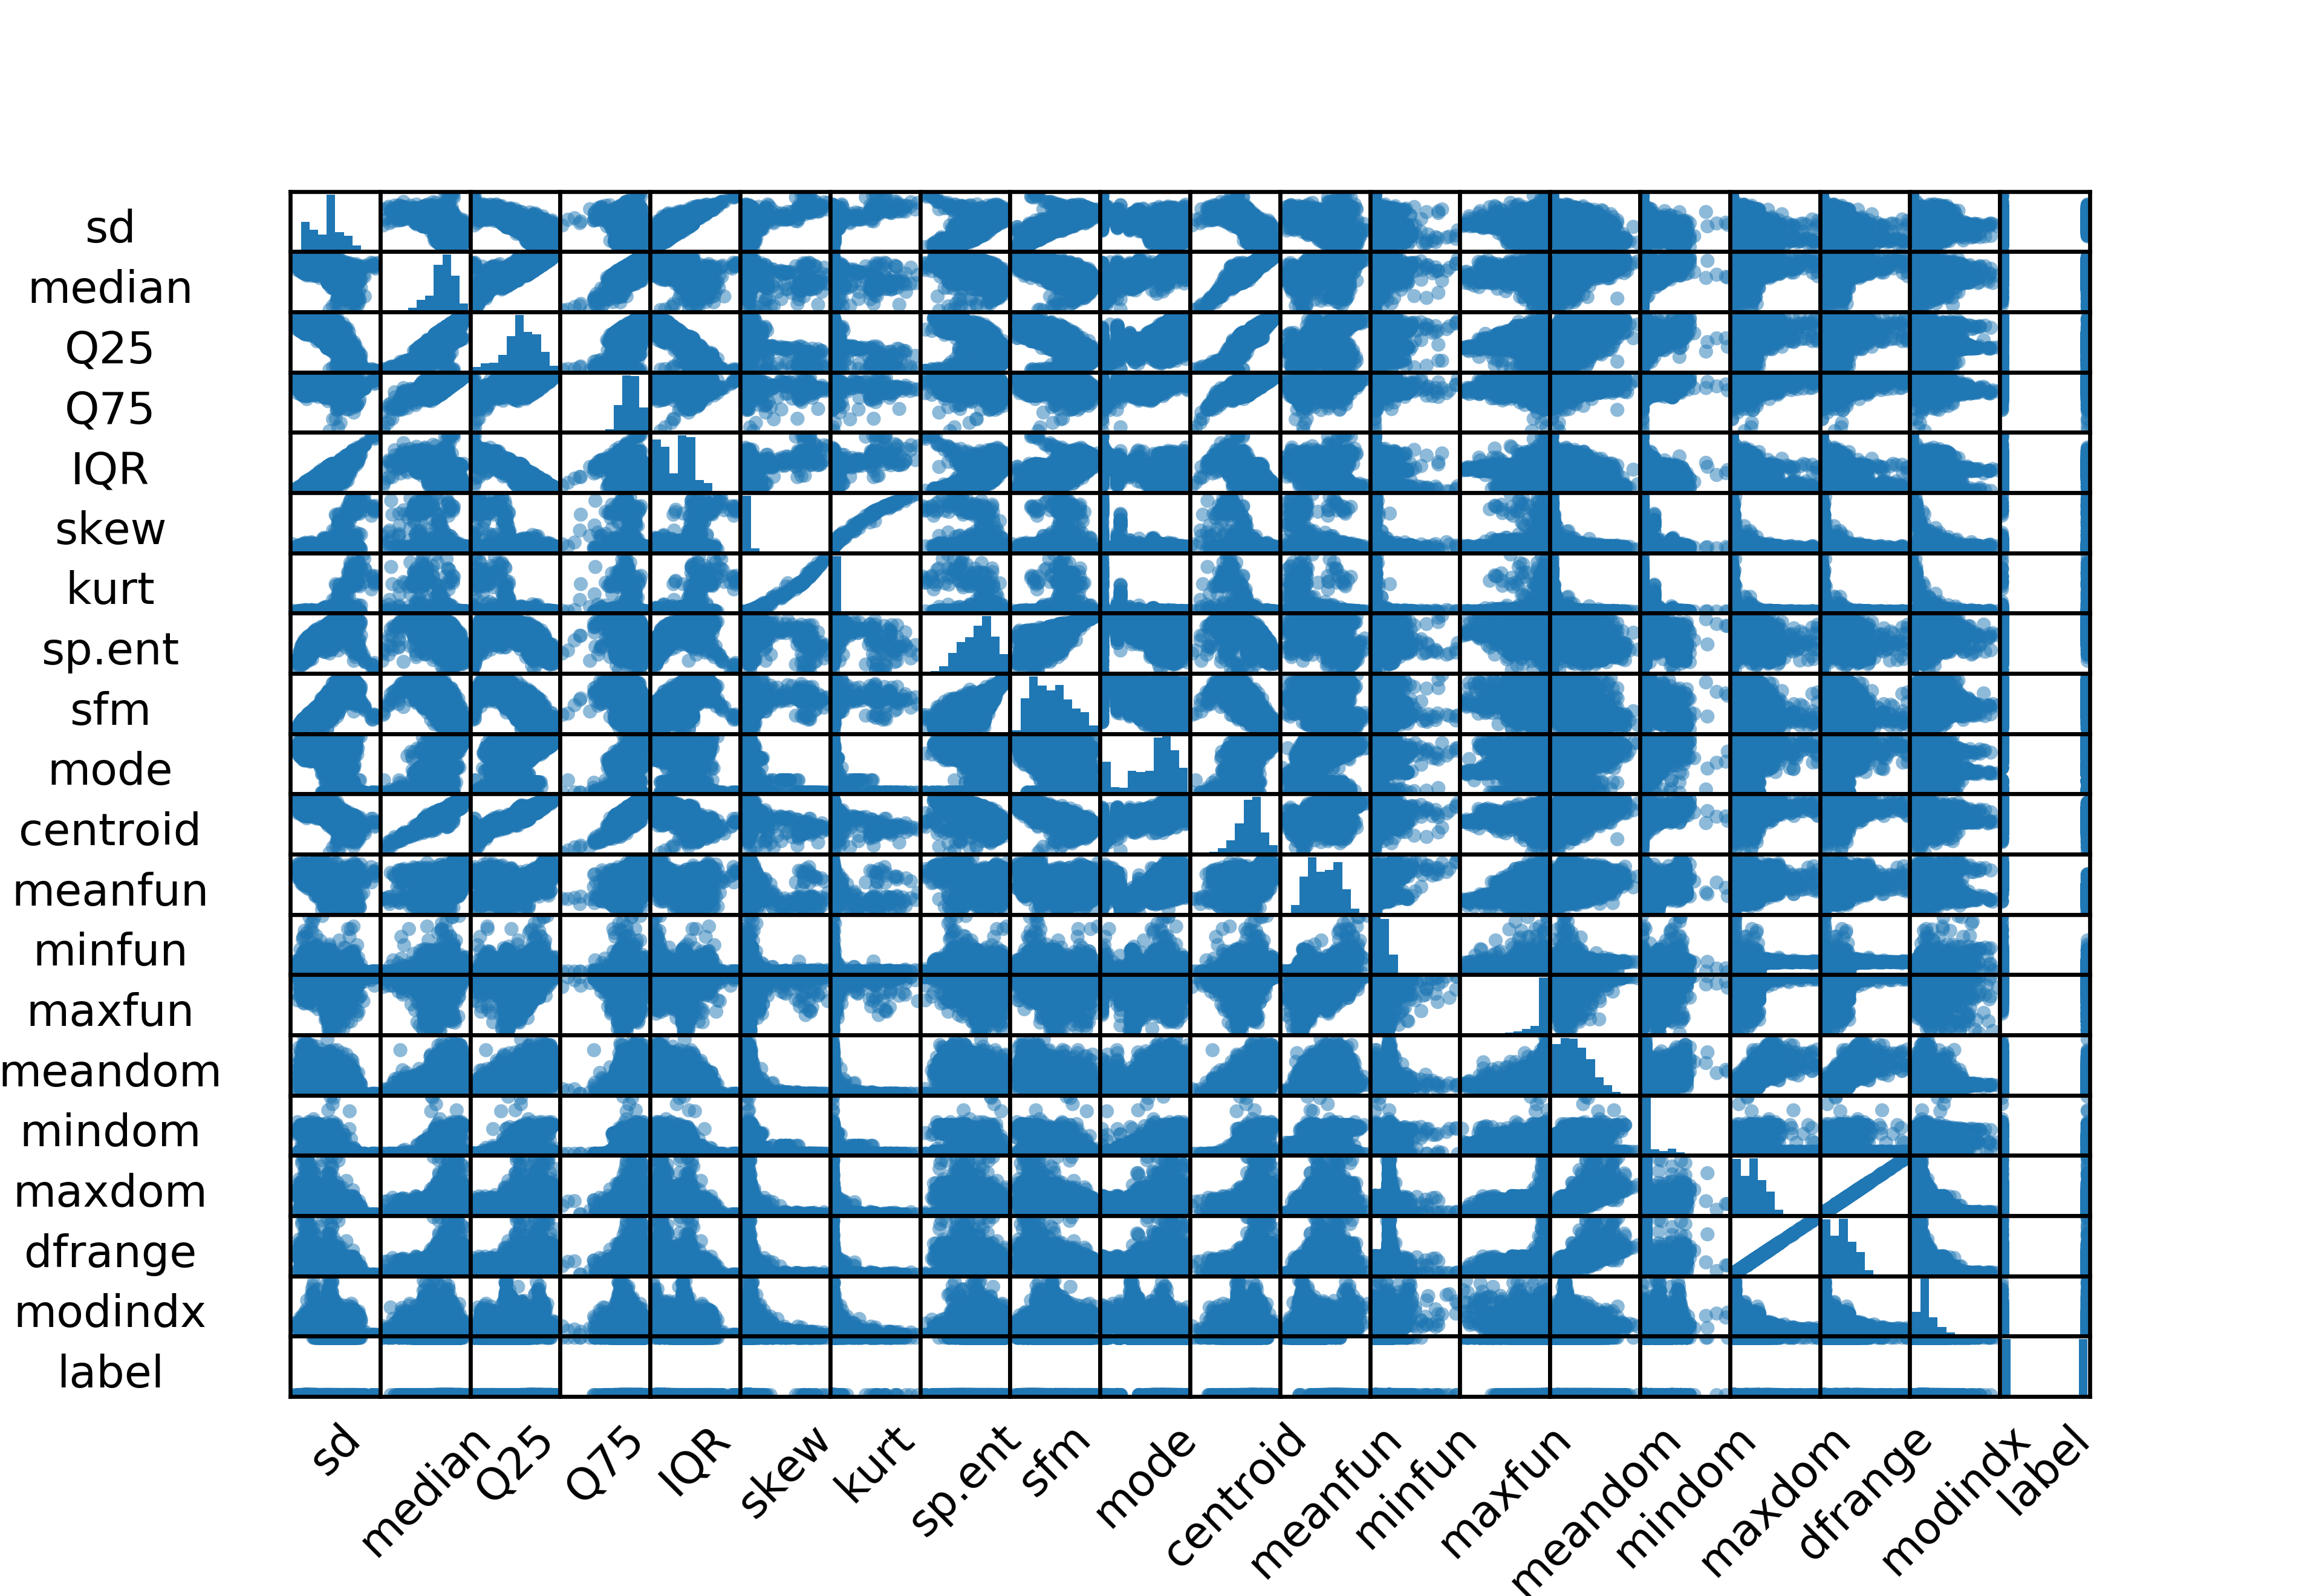 sd
median
Q25
Q75
IQR
skew
kurt
sp.ent
sfm
mode
centroid
meanfun
minfun
maxfun
meandom
mindom
maxdom
dfrange
modindx
label
sd
median
Q25
Q75
IQR
skew
kurt
sp.ent
sfm
mode
centroid
meanfun
minfun
maxfun
meandom
mindom
maxdom
dfrange
modindx
label